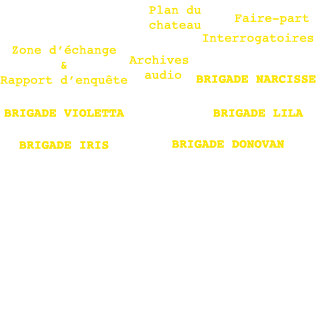 Plan du
chateau
Faire-part
Interrogatoires
Zone d’échange
&
Rapport d’enquête
Archives
audio
BRIGADE NARCISSE
BRIGADE VIOLETTA
BRIGADE LILA
BRIGADE IRIS
BRIGADE DONOVAN